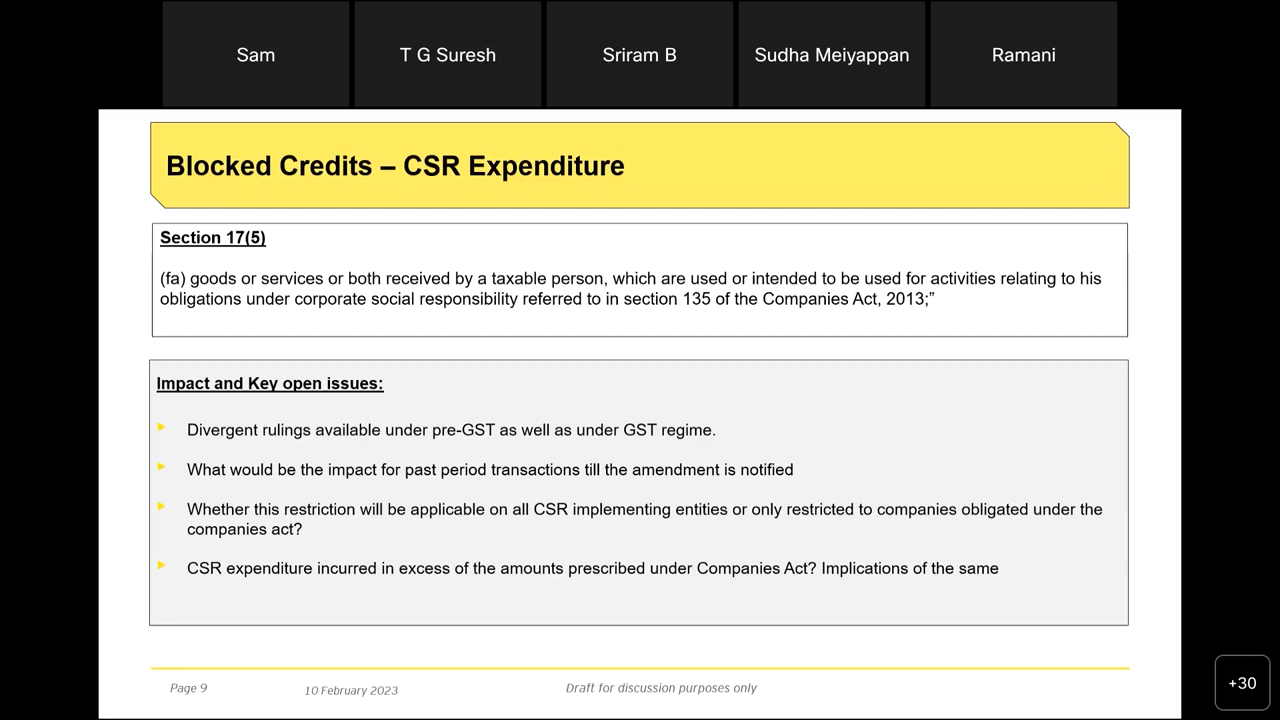 Sam
T G Suresh
Sriram B
Sudha Meiyappan
Ramani
Blocked Credits – CSR Expenditure
Section 17(5)
(fa) goods or services or both received by a taxable person, which are used or intended to be used for activities relating to his
obligations under corporate social responsibility referred to in section 135 of the Companies Act, 2013;”
Impact and Key open issues:
Divergent rulings available under pre-GST as well as under GST regime.
What would be the impact for past period transactions till the amendment is notified
Whether this restriction will be applicable on all CSR implementing entities or only restricted to companies obligated under the
companies act?
CSR expenditure incurred in excess of the amounts prescribed under Companies Act? Implications of the same
Page 9
10 February 2023
Draft for discussion purposes only
+30